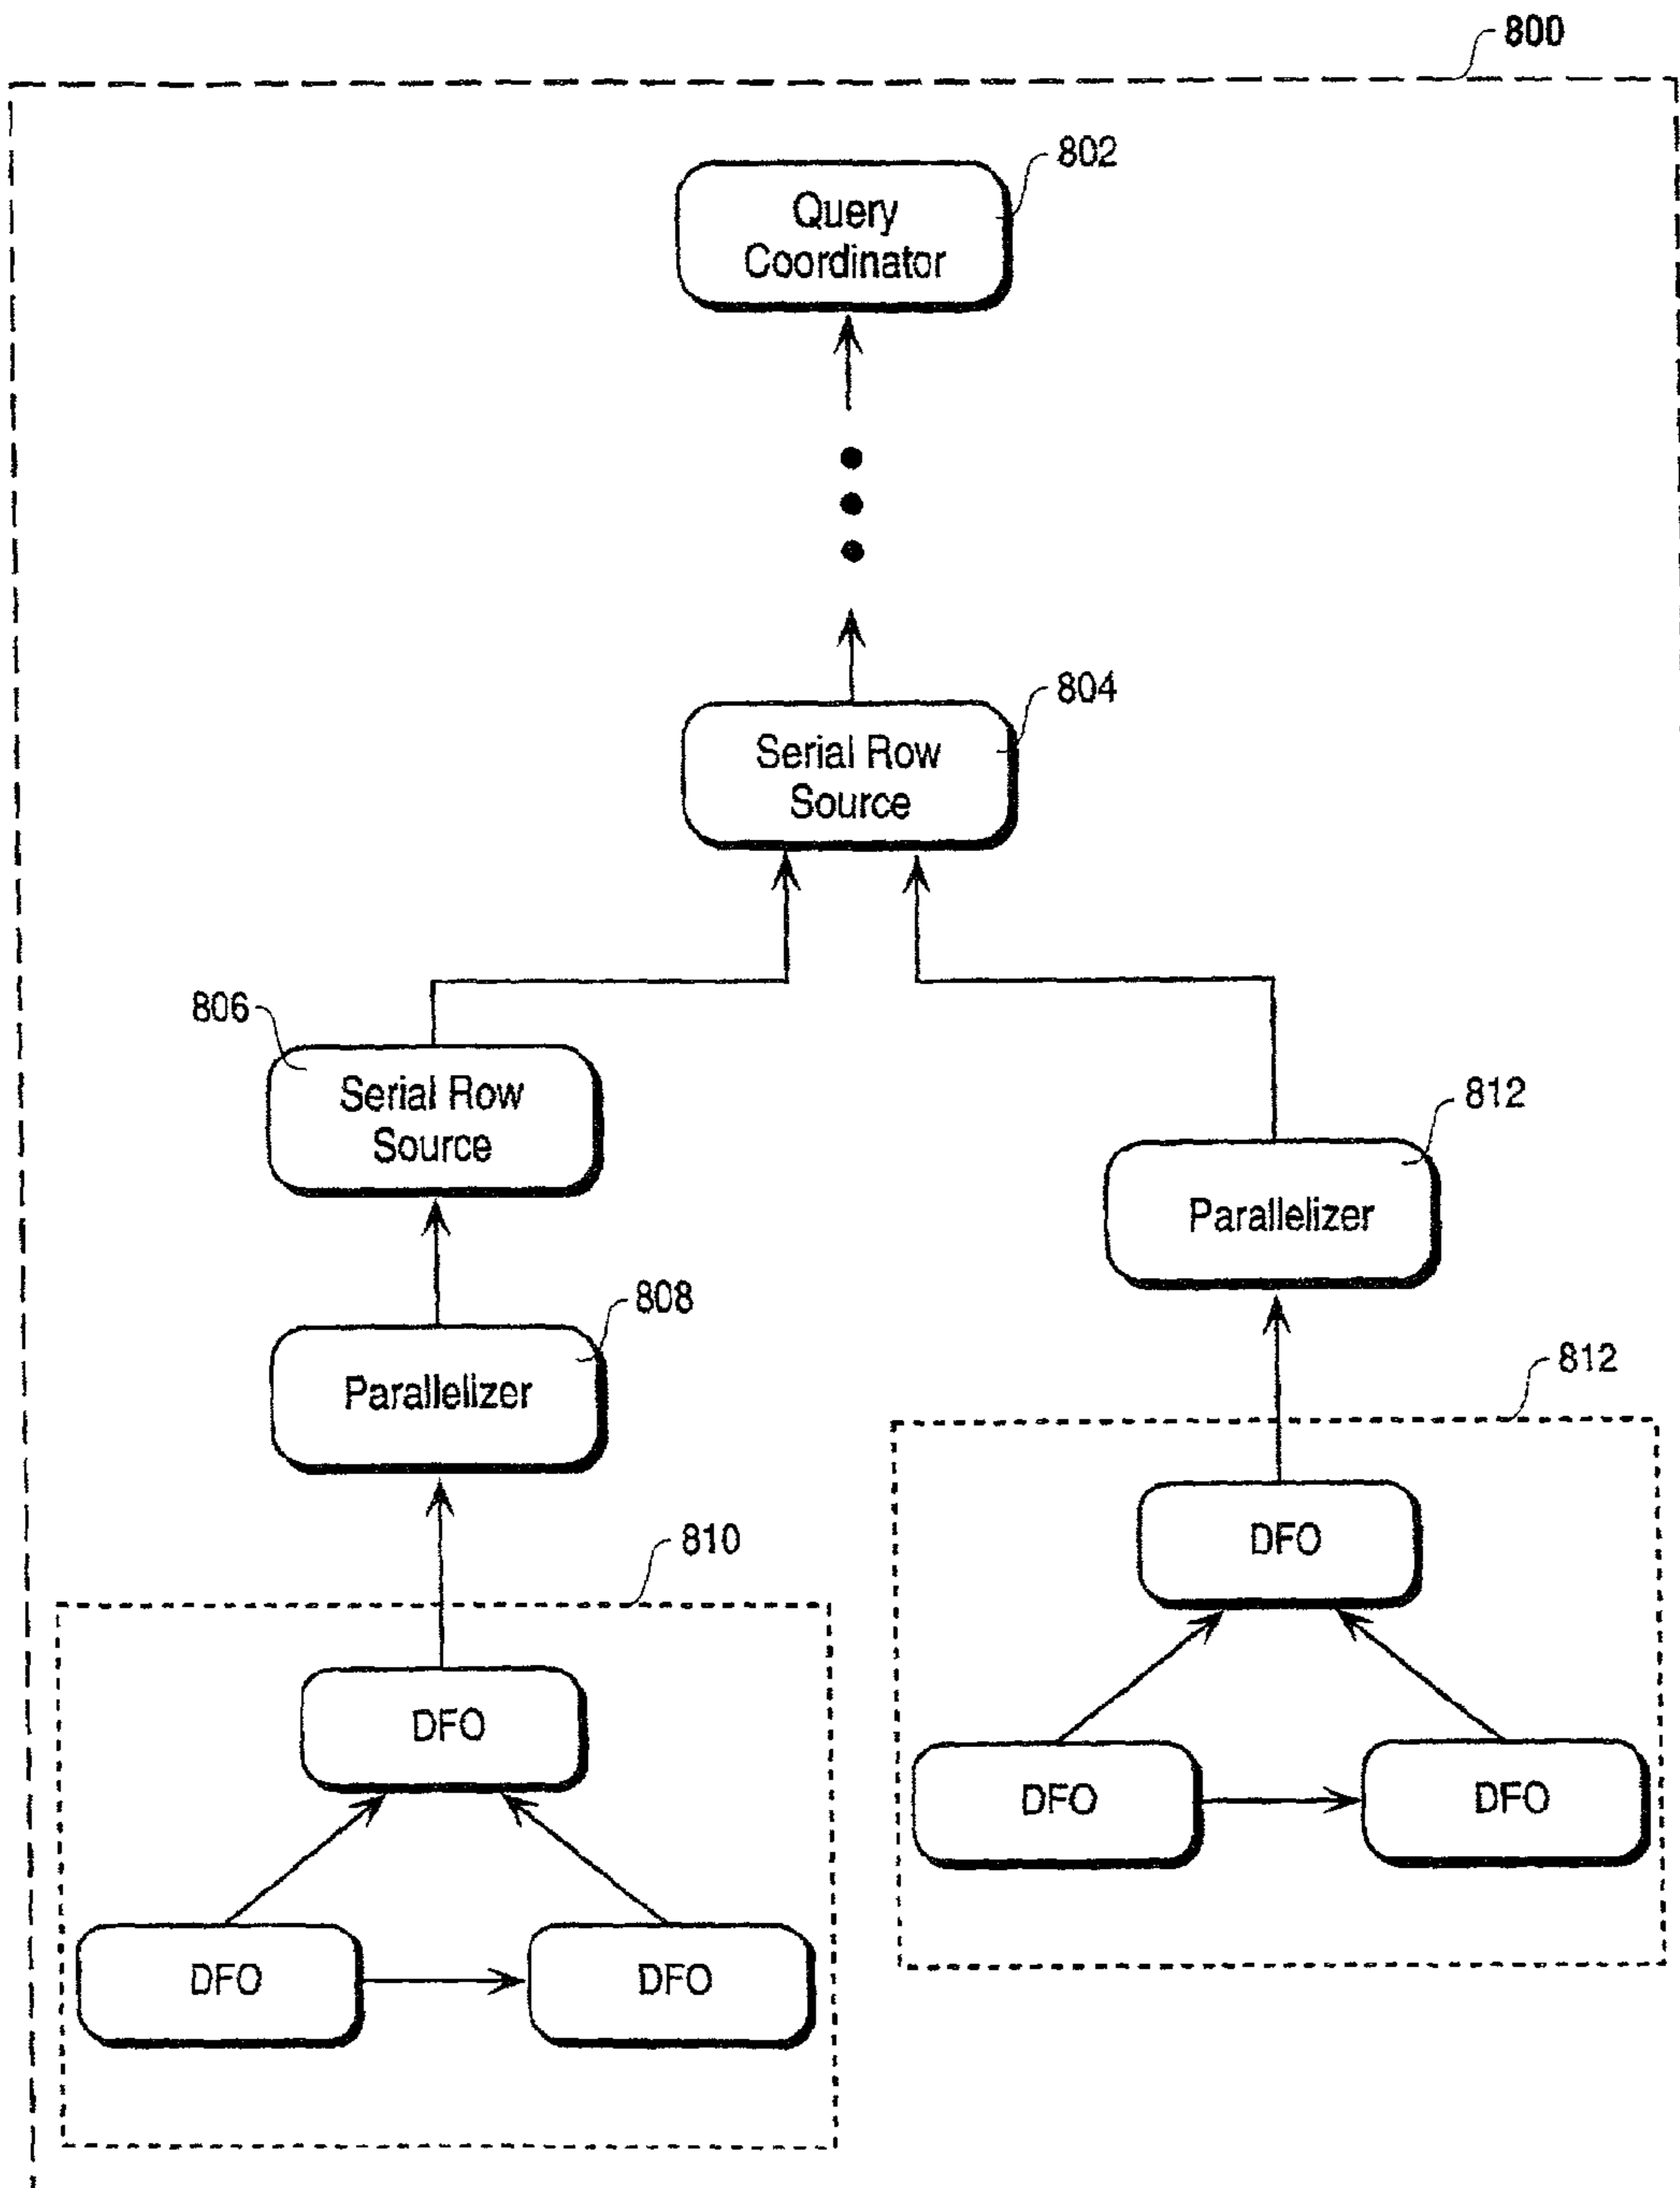 800
802
Query
Coordinator
804
Serial Row
Source
806
Serial Row
Source
812
Parallelizer
808
Parallelizer
812
DFO
DFO
DFO
810
DFO
DFO
DFO